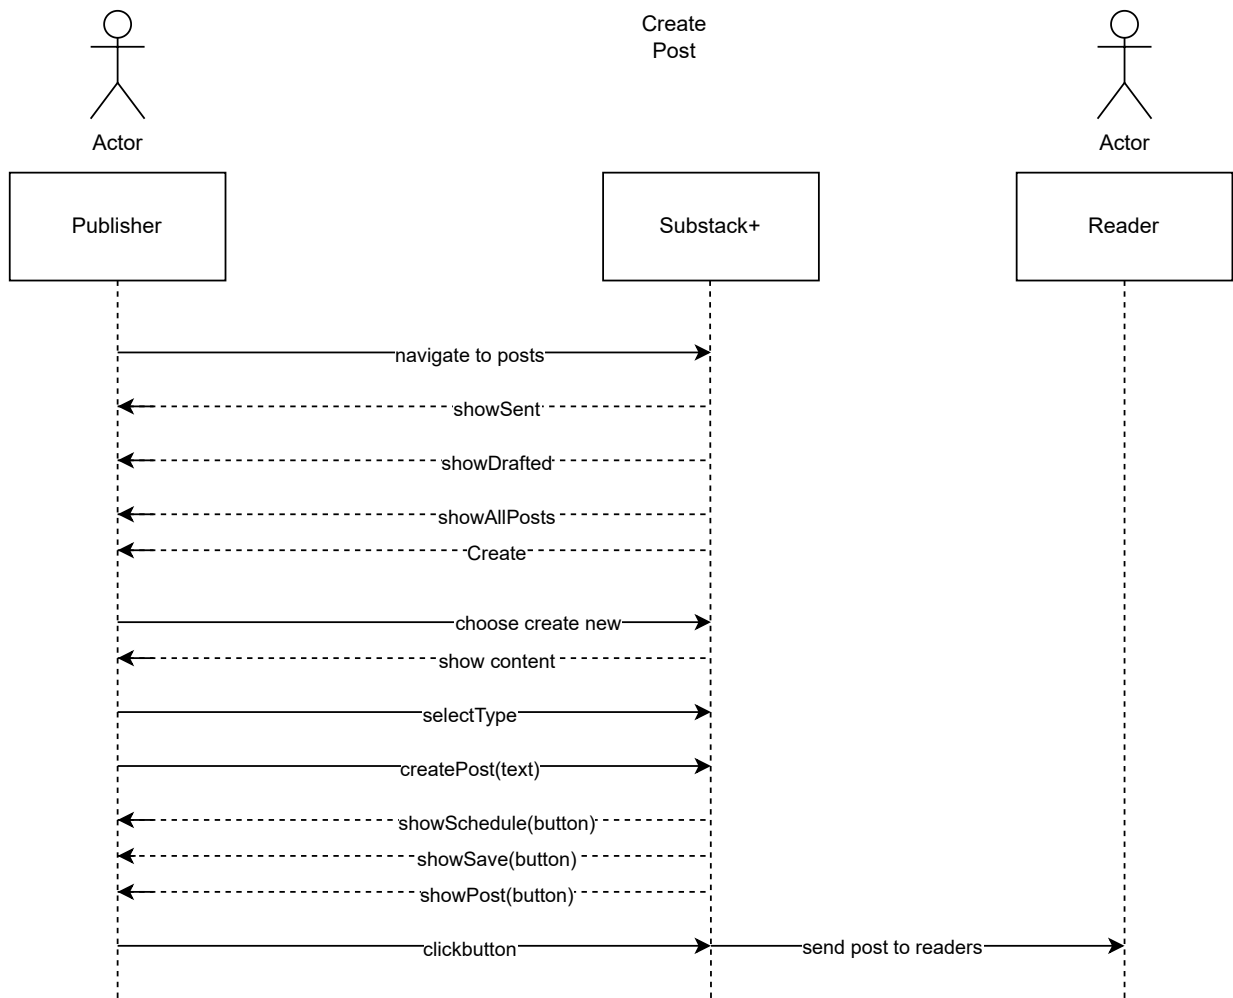 Create
Post
Actor
Actor
Publisher
Substack+
Reader
navigate to posts
showSent
showDrafted
showAllPosts
Create
choose create new
show content
selectType
createPost(text)
showSchedule(button)
showSave(button)
showPost(button)
clickbutton
send post to readers